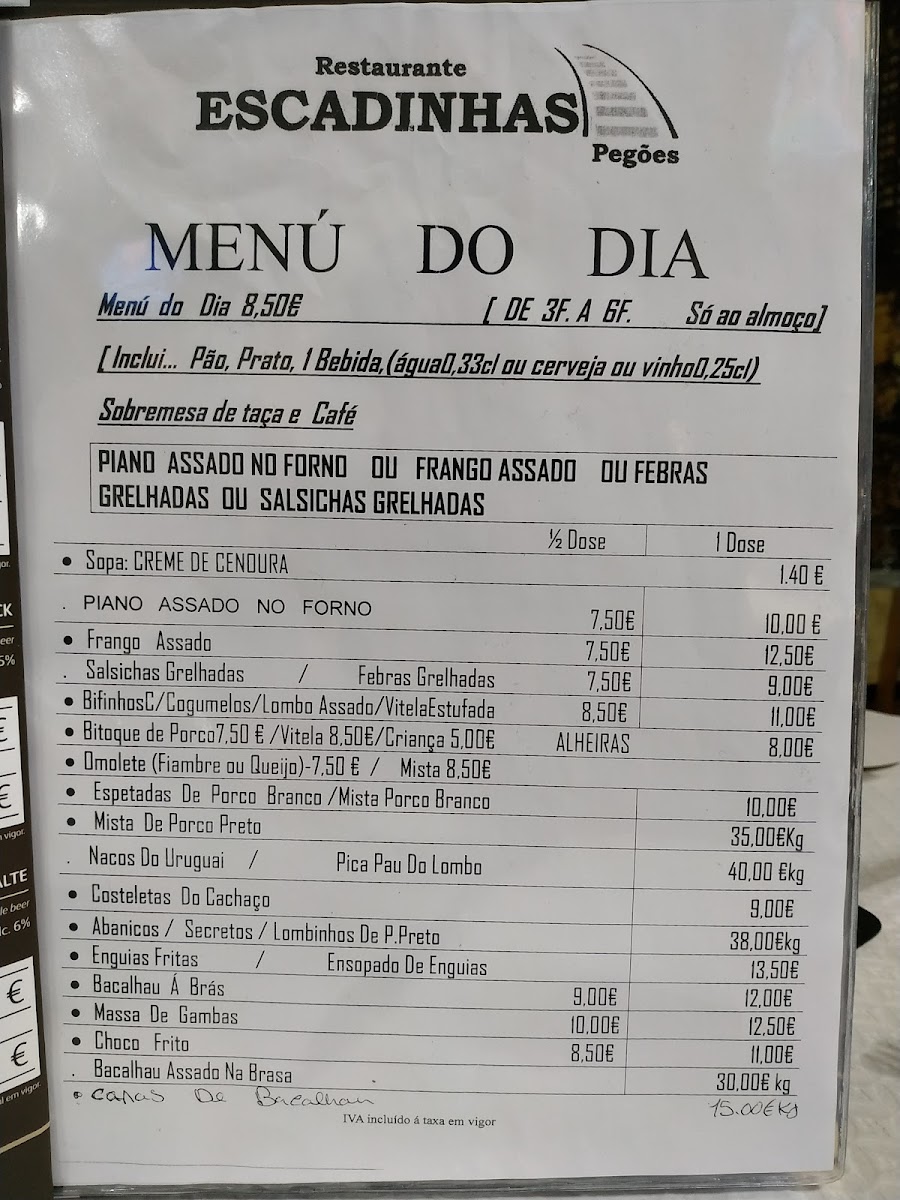 Restaurante
ESCADINHAS
Pegões
MENÚ DO DIA
Menú do Dia 8,50€ [ DE 3F. A 6F. Só ao almoço]
[ Inclui... Pão, Prato, 1 Bebida,(água0,33cl ou cerveja ou vinho0,25cl)
Sobremesa de taça e Café
PIANO ASSADO NO FORNO OU FRANGO ASSADO OU FEBRAS
GRELHADAS OU SALSICHAS GRELHADAS
½ Dose 1 Dose
• Sopa: CREME DE CENOURA 1.40 €
. PIANO ASSADO NO FORNO 7,50€ 10,00 €
• Frango Assado 7,50€ 12,50€
. Salsichas Grelhadas / Febras Grelhadas 7,50€ 9,00€
• BifinhosC/Cogumelos/Lombo Assado/VitelaEstufada 8,50€ 11,00€
• Bitoque de Porco7,50 € /Vitela 8,50€/Criança 5,00€ ALHEIRAS 8,00€
• Omolete (Fiambre ou Queijo)-7,50 € / Mista 8,50€
• Espetadas De Porco Branco /Mista Porco Branco 10,00€
• Mista De Porco Preto 35,00€Kg
. Nacos Do Uruguai / Pica Pau Do Lombo 40,00 €kg
• Costeletas Do Cachaço 9,00€
• Abanicos / Secretos / Lombinhos De P.Preto 38,00€kg
• Enguias Fritas / Ensopado De Enguias 13,50€
• Bacalhau Á Brás 9,00€ 12,00€
• Massa De Gambas 10,00€ 12,50€
• Choco Frito 8,50€ 11,00€
. Bacalhau Assado Na Brasa 30,00€ kg
• Caras De Bacalhau 15.00€Kg
IVA incluído á taxa em vigor
€
€
em vigor